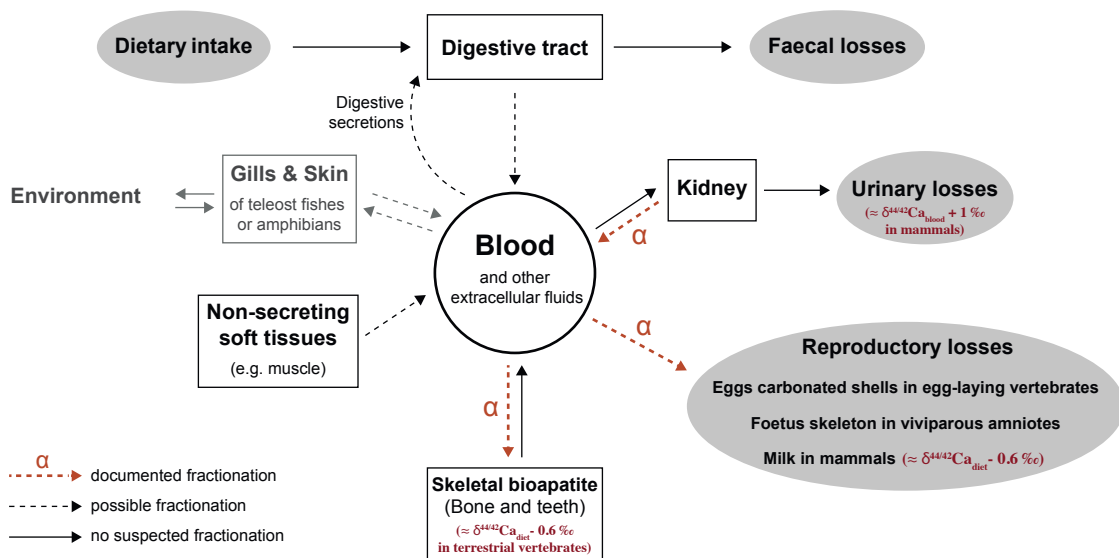 Dietary intake
Digestive tract
Faecal losses
Digestive
secretions
Environment
Gills & Skin
of teleost fishes
or amphibians
Kidney
Urinary losses
(≈ δ44/42Cablood + 1 ‰
in mammals)
α
Blood
and other
extracellular fluids
Non-secreting
soft tissues
(e.g. muscle)
α
Reproductory losses
Eggs carbonated shells in egg-laying vertebrates
Foetus skeleton in viviparous amniotes
Milk in mammals (≈ δ44/42Cadiet- 0.6 ‰)
α
α documented fractionation
possible fractionation
no suspected fractionation
Skeletal bioapatite
(Bone and teeth)
(≈ δ44/42Cadiet- 0.6 ‰
in terrestrial vertebrates)